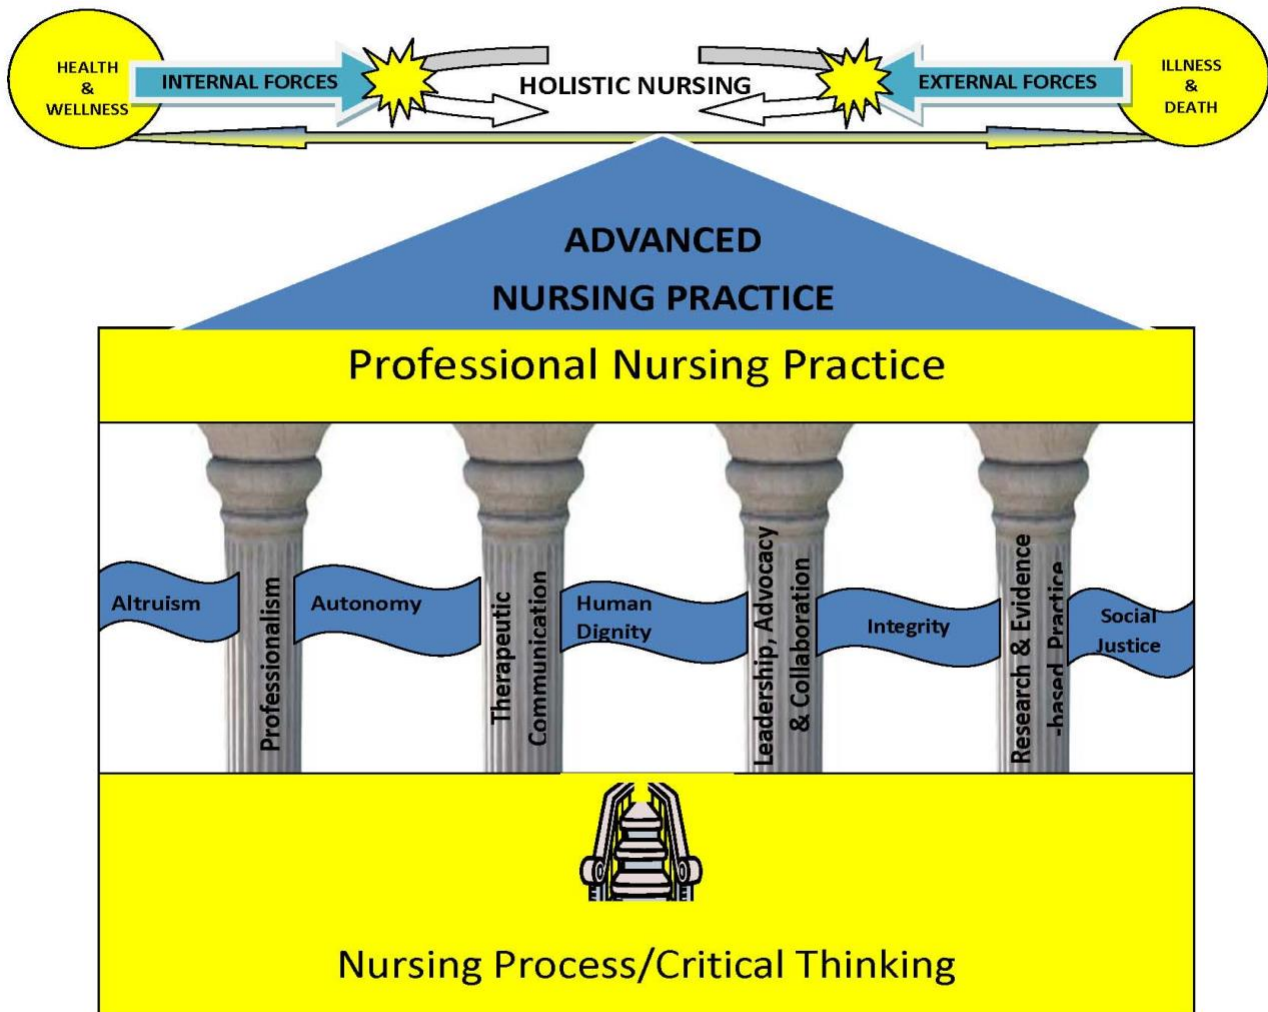 HEALTH
&
WELLNESS
INTERNAL FORCES
HOLISTIC NURSING
EXTERNAL FORCES
ILLNESS
&
DEATH
ADVANCED
NURSING PRACTICE
Professional Nursing Practice
Altruism
Professionalism
Autonomy
Therapeutic
Communication
Human
Dignity
Leadership, Advocacy
& Collaboration
Integrity
Research & Evidence
-based Practice
Social
Justice
Nursing Process/Critical Thinking